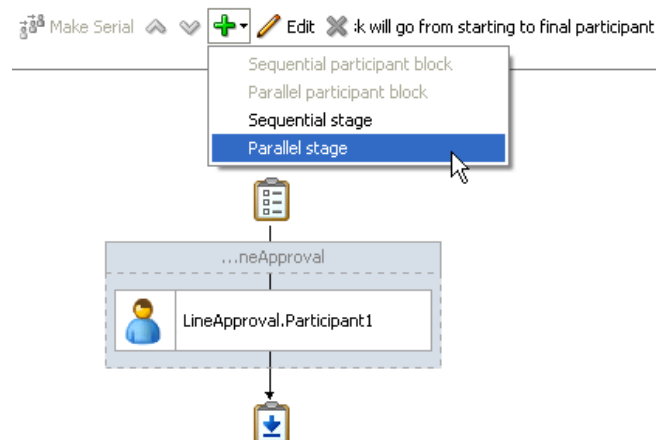 Make Serial Edit :k will go from starting to final participant
Sequential participant block
Parallel participant block
Sequential stage
Parallel stage
...neApproval
LineApproval.Participant1